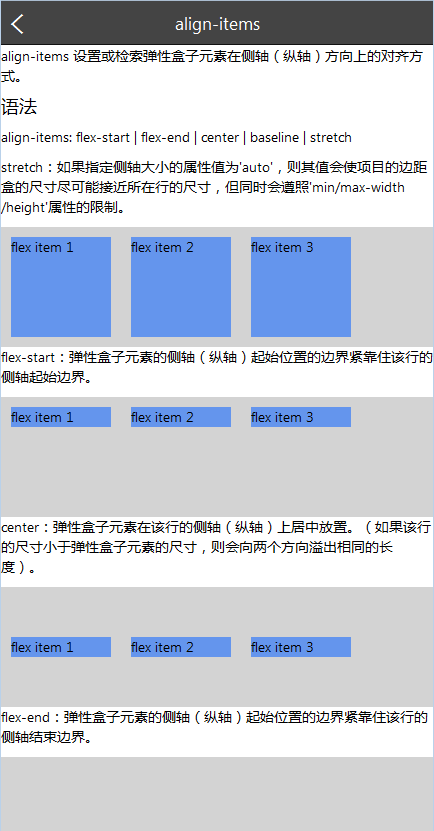 align-items
align-items 设置或检索弹性盒子元素在侧轴（纵轴）方向上的对齐方
式。
语法
align-items: flex-start | flex-end | center | baseline | stretch
stretch：如果指定侧轴大小的属性值为'auto'，则其值会使项目的边距
盒的尺寸尽可能接近所在行的尺寸，但同时会遵照'min/max-width
/height'属性的限制。
flex item 1 flex item 2 flex item 3
flex-start：弹性盒子元素的侧轴（纵轴）起始位置的边界紧靠住该行的
侧轴起始边界。
flex item 1 flex item 2 flex item 3
center：弹性盒子元素在该行的侧轴（纵轴）上居中放置。（如果该行
的尺寸小于弹性盒子元素的尺寸，则会向两个方向溢出相同的长
度）。
flex item 1 flex item 2 flex item 3
flex-end：弹性盒子元素的侧轴（纵轴）起始位置的边界紧靠住该行的
侧轴结束边界。